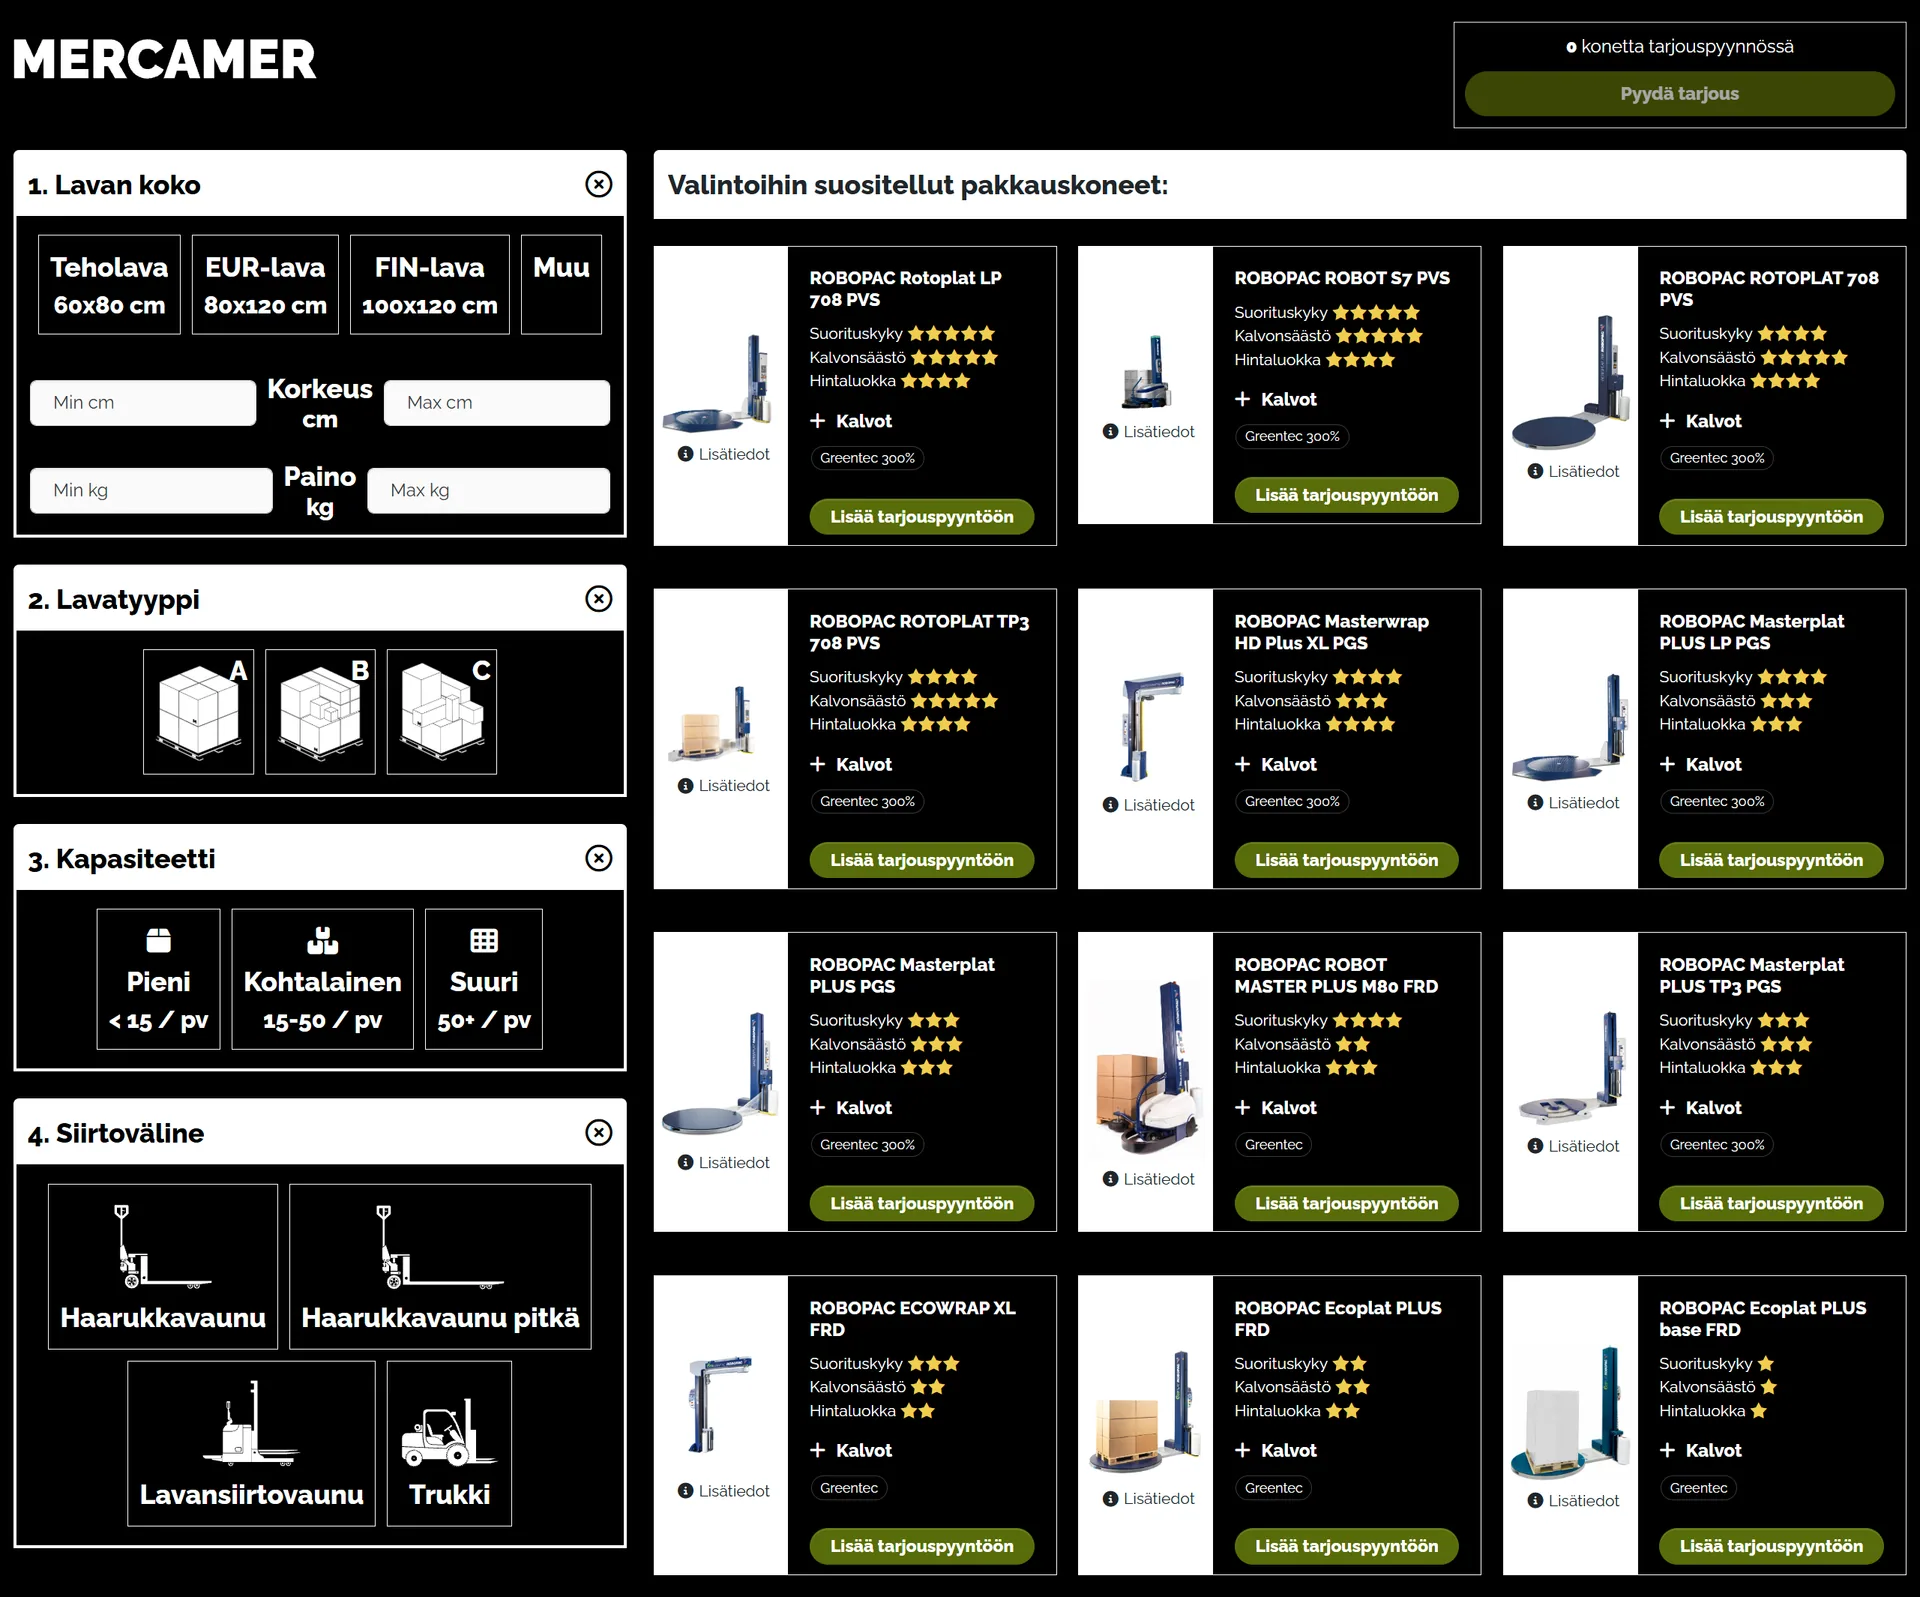 MERCAMER
0 konetta tarjouspyynnössä
Pyydä tarjous
1. Lavan koko
Teholava
60x80 cm
EUR-lava
80x120 cm
FIN-lava
100x120 cm
Muu
Min cm
Korkeus
cm
Max cm
Min kg
Paino
kg
Max kg
2. Lavatyyppi
A
B
C
3. Kapasiteetti
Pieni
< 15 / pv
Kohtalainen
15-50 / pv
Suuri
50+ / pv
4. Siirtoväline
Haarukkavaunu
Haarukkavaunu pitkä
Lavansiirtovaunu
Trukki
Valintoihin suositellut pakkauskoneet:
Lisätiedot
ROBOPAC Rotoplat LP
708 PVS
Suorituskyky
Kalvonsäästö
Hintaluokka
+ Kalvot
Greentec 300%
Lisää tarjouspyyntöön
Lisätiedot
ROBOPAC ROBOT S7 PVS
Suorituskyky
Kalvonsäästö
Hintaluokka
+ Kalvot
Greentec 300%
Lisää tarjouspyyntöön
Lisätiedot
ROBOPAC ROTOPLAT 708
PVS
Suorituskyky
Kalvonsäästö
Hintaluokka
+ Kalvot
Greentec 300%
Lisää tarjouspyyntöön
Lisätiedot
ROBOPAC ROTOPLAT TP3
708 PVS
Suorituskyky
Kalvonsäästö
Hintaluokka
+ Kalvot
Greentec 300%
Lisää tarjouspyyntöön
Lisätiedot
ROBOPAC Masterwrap
HD Plus XL PGS
Suorituskyky
Kalvonsäästö
Hintaluokka
+ Kalvot
Greentec 300%
Lisää tarjouspyyntöön
Lisätiedot
ROBOPAC Masterplat
PLUS LP PGS
Suorituskyky
Kalvonsäästö
Hintaluokka
+ Kalvot
Greentec 300%
Lisää tarjouspyyntöön
Lisätiedot
ROBOPAC Masterplat
PLUS PGS
Suorituskyky
Kalvonsäästö
Hintaluokka
+ Kalvot
Greentec 300%
Lisää tarjouspyyntöön
Lisätiedot
ROBOPAC ROBOT
MASTER PLUS M80 FRD
Suorituskyky
Kalvonsäästö
Hintaluokka
+ Kalvot
Greentec
Lisää tarjouspyyntöön
Lisätiedot
ROBOPAC Masterplat
PLUS TP3 PGS
Suorituskyky
Kalvonsäästö
Hintaluokka
+ Kalvot
Greentec 300%
Lisää tarjouspyyntöön
Lisätiedot
ROBOPAC ECOWRAP XL
FRD
Suorituskyky
Kalvonsäästö
Hintaluokka
+ Kalvot
Greentec
Lisää tarjouspyyntöön
Lisätiedot
ROBOPAC Ecoplat PLUS
FRD
Suorituskyky
Kalvonsäästö
Hintaluokka
+ Kalvot
Greentec
Lisää tarjouspyyntöön
Lisätiedot
ROBOPAC Ecoplat PLUS
base FRD
Suorituskyky
Kalvonsäästö
Hintaluokka
+ Kalvot
Greentec
Lisää tarjouspyyntöön